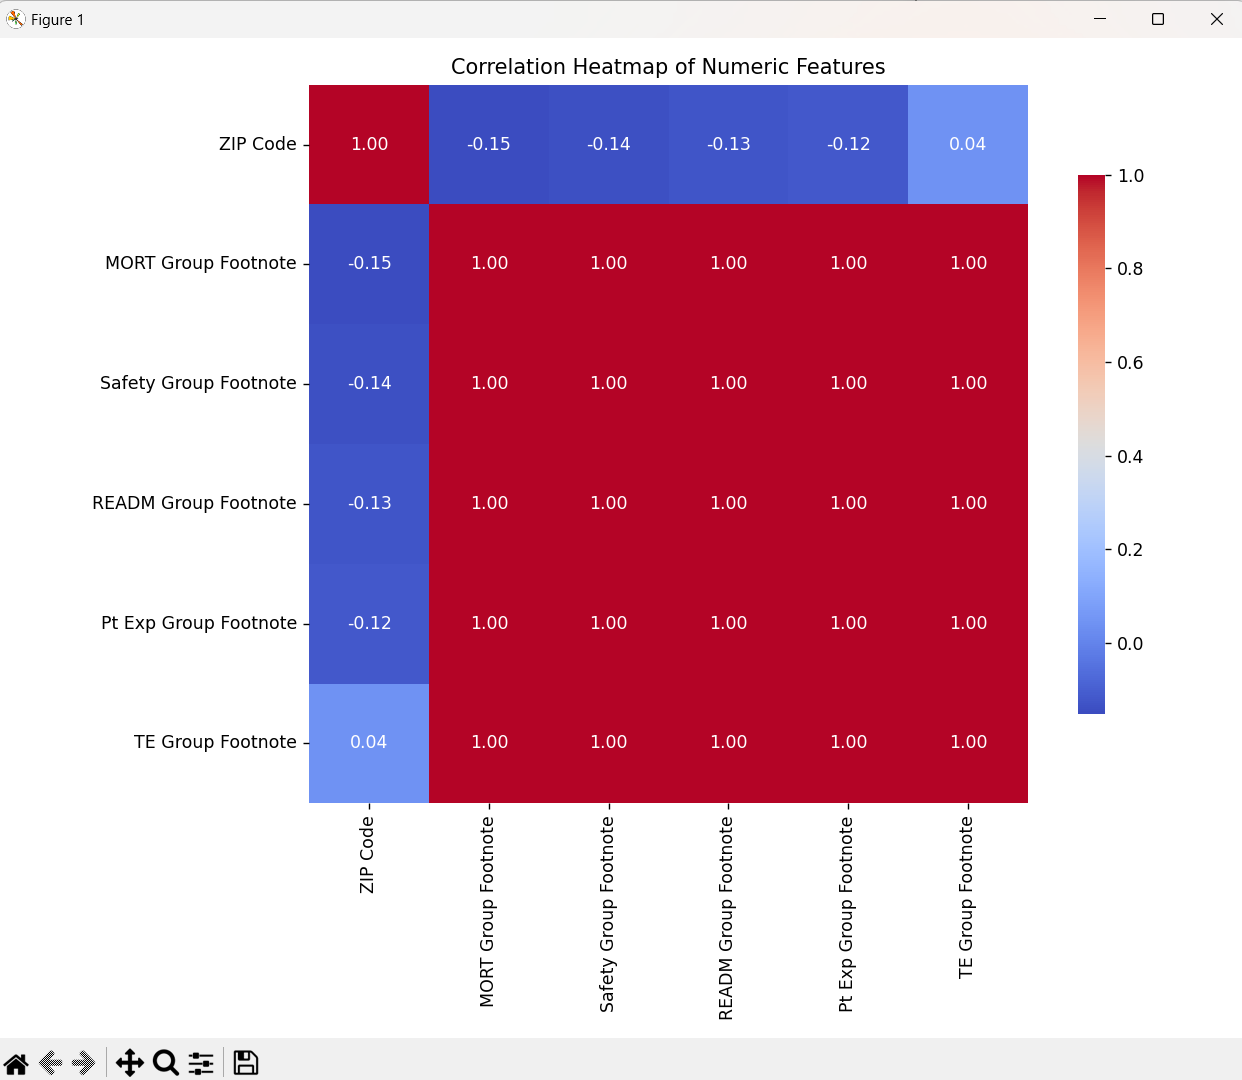 Figure 1
Correlation Heatmap of Numeric Features
ZIP Code 1.00 -0.15 -0.14 -0.13 -0.12 0.04
MORT Group Footnote -0.15 1.00 1.00 1.00 1.00 1.00
Safety Group Footnote -0.14 1.00 1.00 1.00 1.00 1.00
READM Group Footnote -0.13 1.00 1.00 1.00 1.00 1.00
Pt Exp Group Footnote -0.12 1.00 1.00 1.00 1.00 1.00
TE Group Footnote 0.04 1.00 1.00 1.00 1.00 1.00
ZIP Code
MORT Group Footnote
Safety Group Footnote
READM Group Footnote
Pt Exp Group Footnote
TE Group Footnote
1.0
0.8
0.6
0.4
0.2
0.0